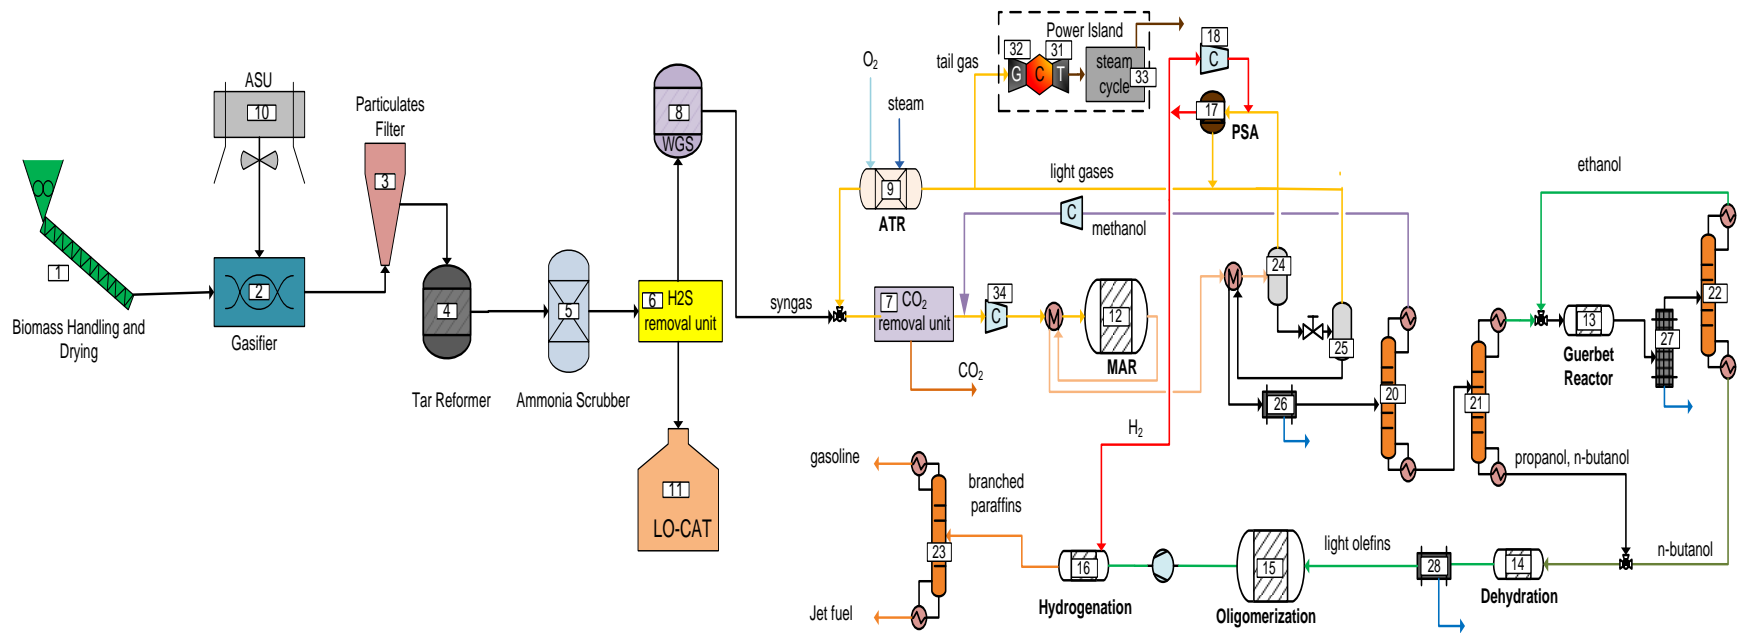 Power Island
32
31
18
C
G
C
T
steam
cycle
33
O2
tail gas
ASU
10
steam
Particulates
Filter
8
WGS
17
PSA
3
light gases
ethanol
9
ATR
C
methanol
22
1
2
Gasifier
Biomass Handling and
Drying
4
Tar Reformer
5
Ammonia Scrubber
6
H2S
removal unit
syngas
7
CO2
removal unit
34
C
M
12
MAR
M
24
25
13
Guerbet
Reactor
27
CO2
26
20
21
H2
propanol, n-butanol
gasoline
branched
paraffins
11
LO-CAT
23
light olefins
n-butanol
16
Hydrogenation
15
Oligomerization
28
14
Dehydration
Jet fuel